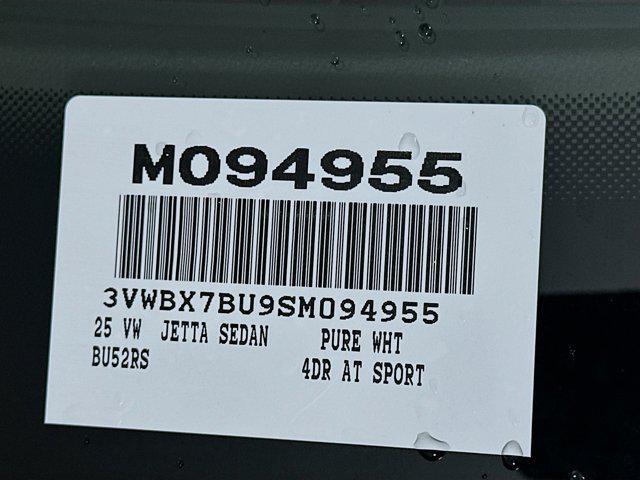 M094955
3VWBX7BU9SM094955
25 VW JETTA SEDAN PURE WHT
BU52RS 4DR AT SPORT